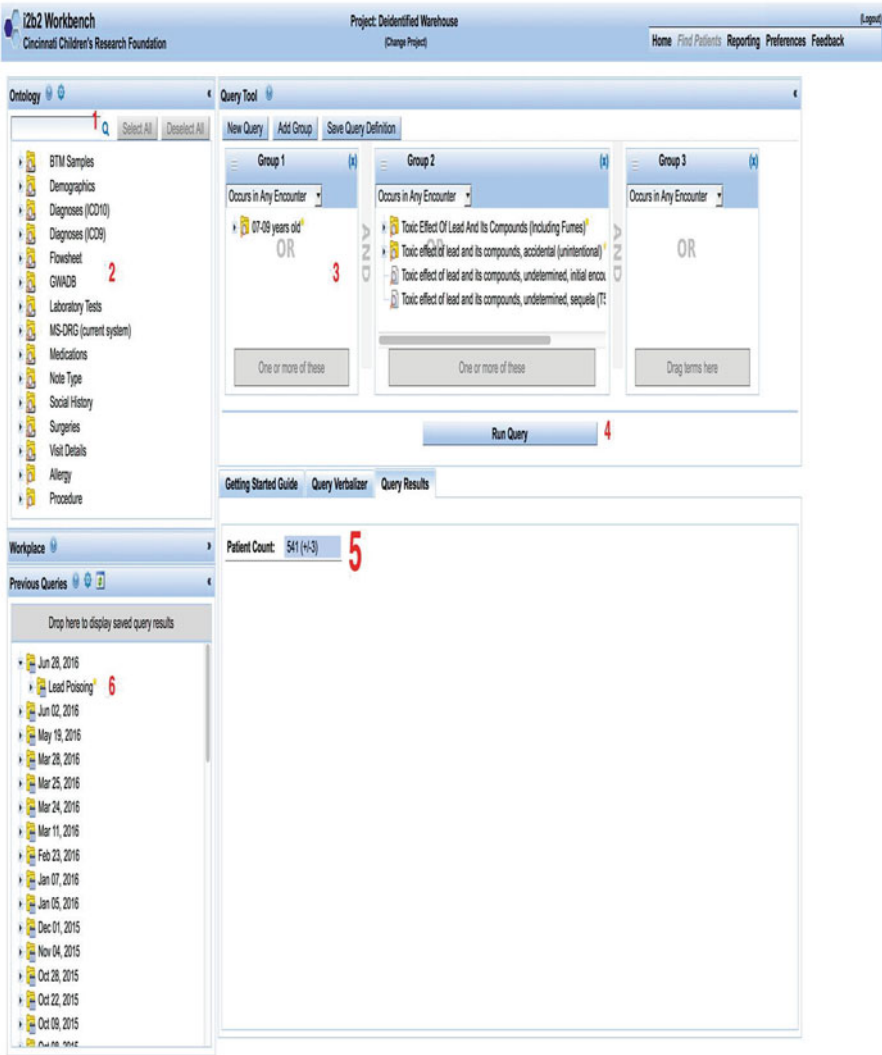 i2b2 Workbench
Cincinnati Children's Research Foundation
Project: Deidentified Warehouse
(Change Project)
(Logout)
Home Find Patients Reporting Preferences Feedback
Ontology
1
Select All Deselect All
BTM Samples
Demographics
Diagnoses (ICD10)
Diagnoses (ICD9)
Flowsheet
GWADB
2
Laboratory Tests
MS-DRG (current system)
Medications
Note Type
Social History
Surgeries
Visit Details
Allergy
Procedure
Query Tool
New Query Add Group Save Query Definition
Group 1 (x)
Occurs in Any Encounter
07-09 years old
OR
3
One or more of these
AND
Group 2 (x)
Occurs in Any Encounter
Toxic Effect Of Lead And Its Compounds (Including Fumes)
OR
Toxic effect of lead and its compounds, accidental (unintentional)
Toxic effect of lead and its compounds, undetermined, initial encou
Toxic effect of lead and its compounds, undetermined, sequela (T5
One or more of these
AND
Group 3 (x)
Occurs in Any Encounter
OR
Drag terms here
Run Query 4
Getting Started Guide Query Verbalizer Query Results
Patient Count: 541 (+/-3) 5
Workplace
Previous Queries
Drop here to display saved query results
Jun 28, 2016
Lead Poisoing 6
Jun 02, 2016
May 19, 2016
Mar 28, 2016
Mar 25, 2016
Mar 24, 2016
Mar 11, 2016
Feb 23, 2016
Jan 07, 2016
Jan 05, 2016
Dec 01, 2015
Nov 04, 2015
Oct 28, 2015
Oct 22, 2015
Oct 09, 2015
Oct 08, 2015